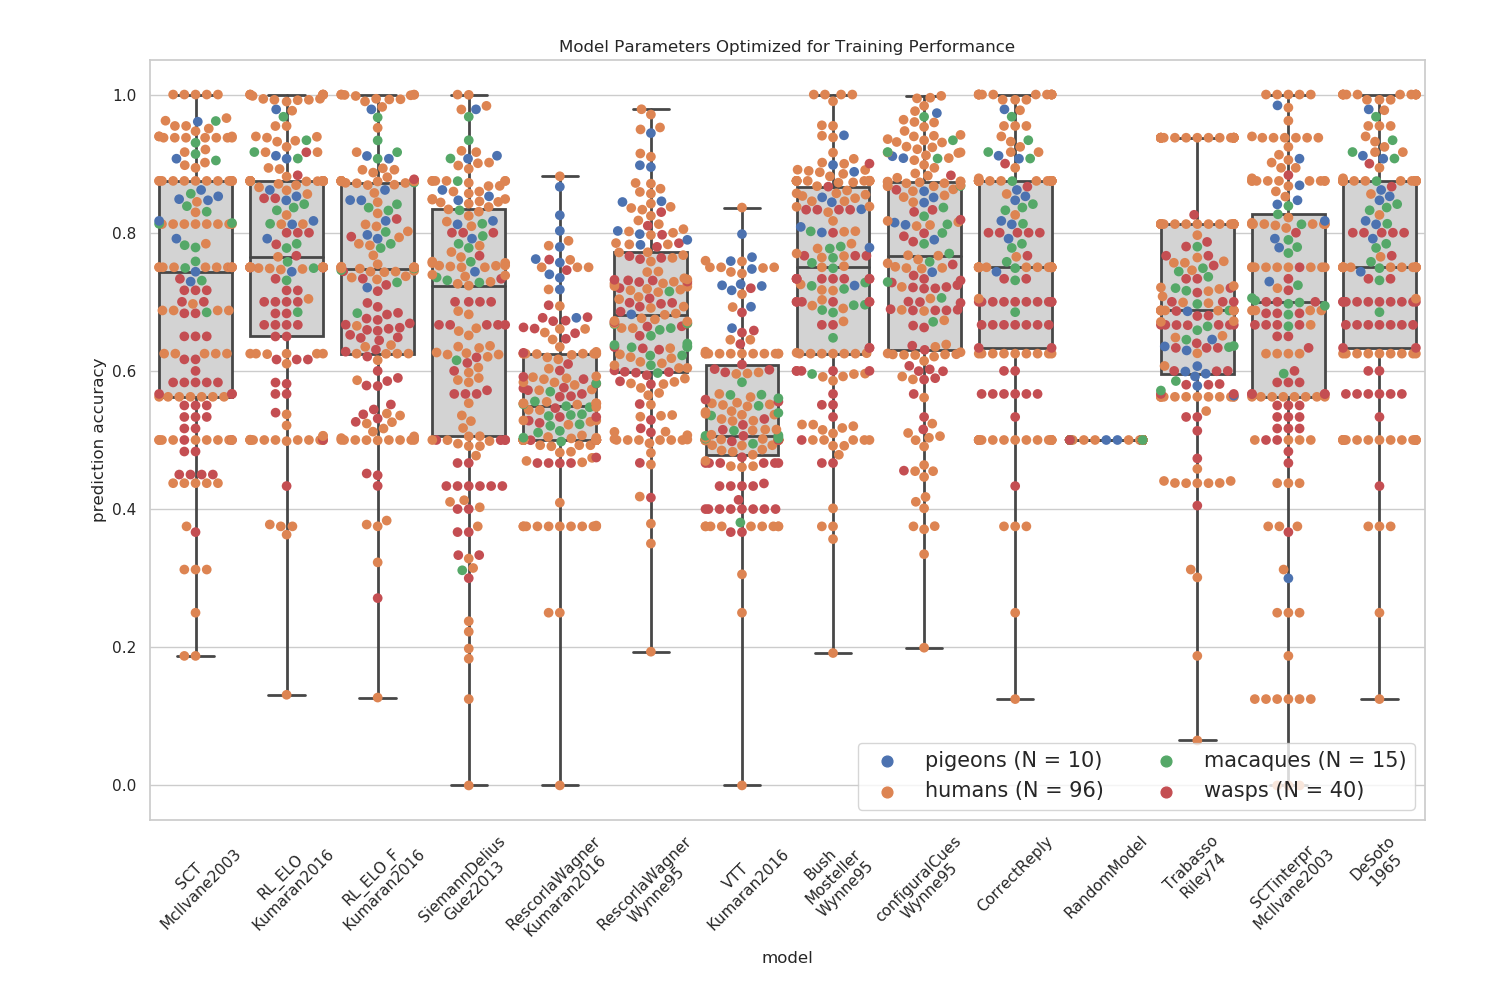 Model Parameters Optimized for Training Performance
prediction accuracy
1.0
0.8
0.6
0.4
0.2
0.0
pigeons (N = 10)
humans (N = 96)
macaques (N = 15)
wasps (N = 40)
SCT
McIlvane2003
RL_ELO
Kumaran2016
RL_ELO_F
Kumaran2016
SiemannDelius
Guez2013
RescorlaWagner
Kumaran2016
RescorlaWagner
Wynne95
VTT
Kumaran2016
Bush
Mosteller
Wynne95
configuralCues
Wynne95
CorrectReply
RandomModel
Trabasso
Riley74
SCTinterpr
McIlvane2003
DeSoto
1965
model